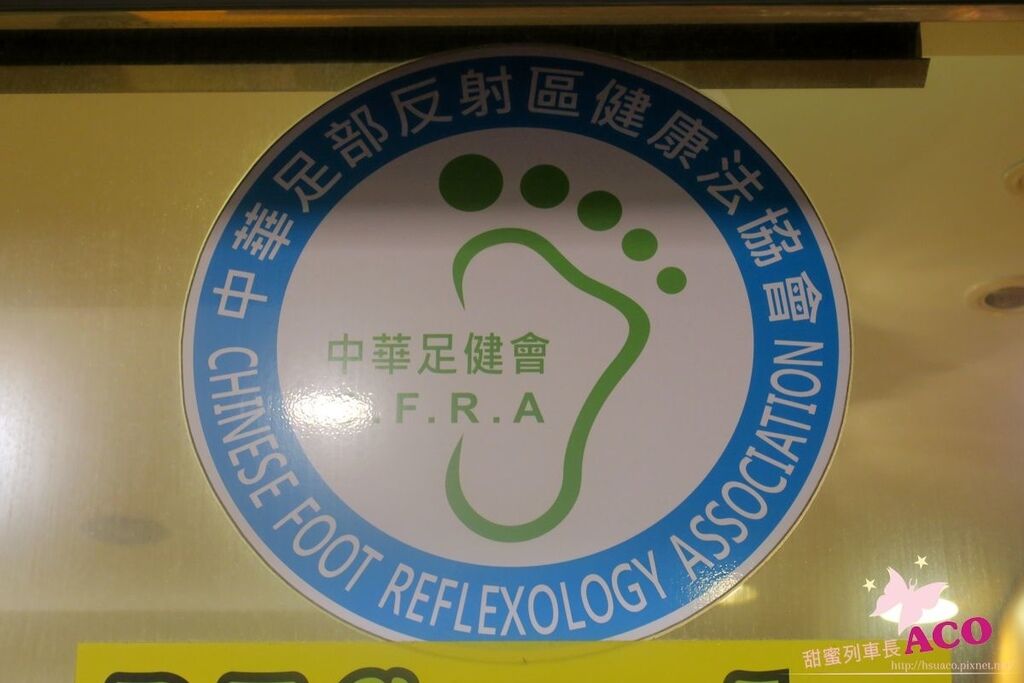 中華足部反射區健康法協會
中華足健會
.F.R.A
CHINESE FOOT REFLEXOLOGY ASSOCIATION
甜蜜列車長ACO
http://hsuaco.pixnet.net/